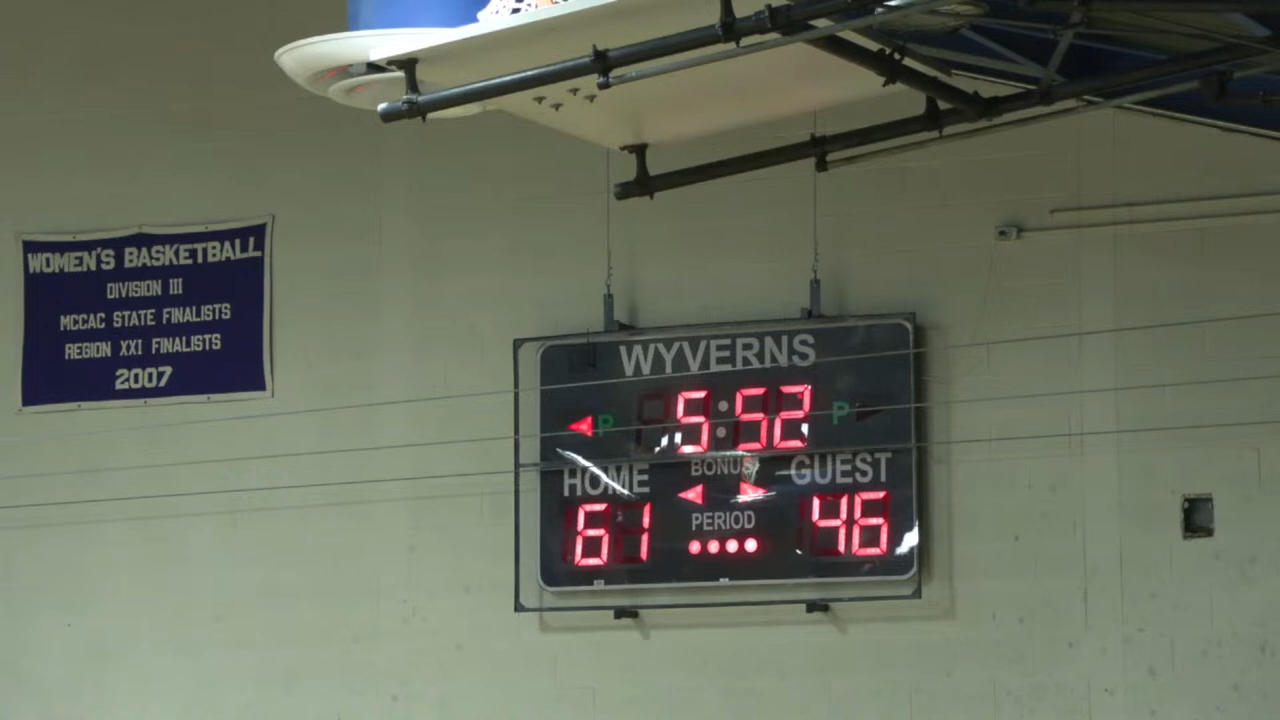 WOMEN'S BASKETBALL
DIVISION III
MCCAC STATE FINALISTS
REGION XXI FINALISTS
2007
WYVERNS
P 5:52 P
HOME BONUS GUEST
PERIOD
61 46